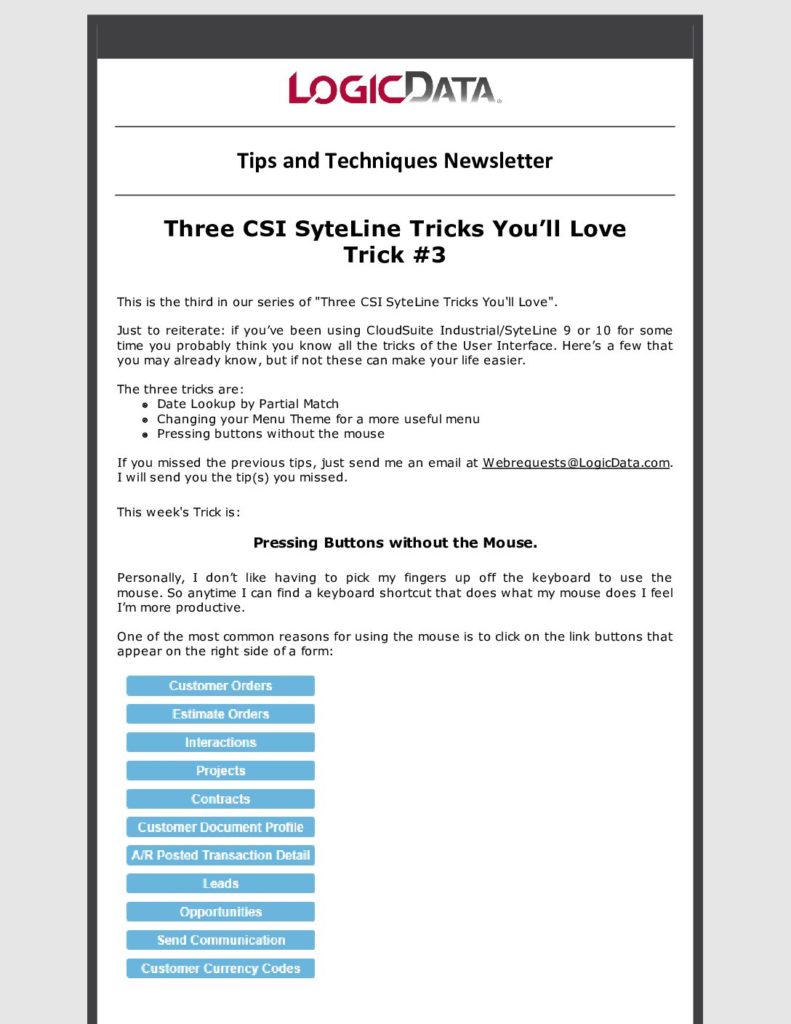 LOGICDATA®
Tips and Techniques Newsletter
Three CSI SyteLine Tricks You’ll Love
Trick #3
This is the third in our series of "Three CSI SyteLine Tricks You'll Love".
Just to reiterate: if you’ve been using CloudSuite Industrial/SyteLine 9 or 10 for some
time you probably think you know all the tricks of the User Interface. Here’s a few that
you may already know, but if not these can make your life easier.
The three tricks are:
• Date Lookup by Partial Match
• Changing your Menu Theme for a more useful menu
• Pressing buttons without the mouse
If you missed the previous tips, just send me an email at Webrequests@LogicData.com.
I will send you the tip(s) you missed.
This week's Trick is:
Pressing Buttons without the Mouse.
Personally, I don’t like having to pick my fingers up off the keyboard to use the
mouse. So anytime I can find a keyboard shortcut that does what my mouse does I feel
I’m more productive.
One of the most common reasons for using the mouse is to click on the link buttons that
appear on the right side of a form:
Customer Orders
Estimate Orders
Interactions
Projects
Contracts
Customer Document Profile
A/R Posted Transaction Detail
Leads
Opportunities
Send Communication
Customer Currency Codes